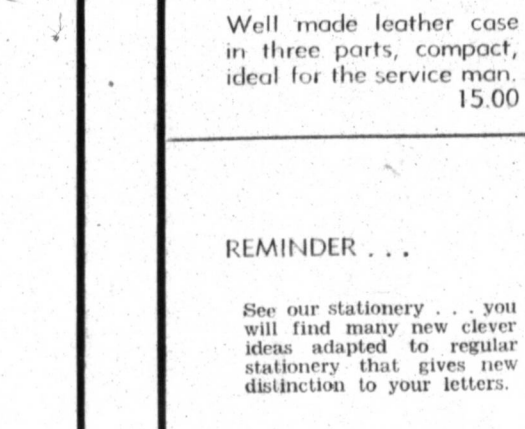 Well made leather case
in three parts, compact,
ideal for the service man.
15.00
REMINDER . . .
See our stationery . . . you
will find many new clever
ideas adapted to regular
stationery that gives new
distinction to your letters.